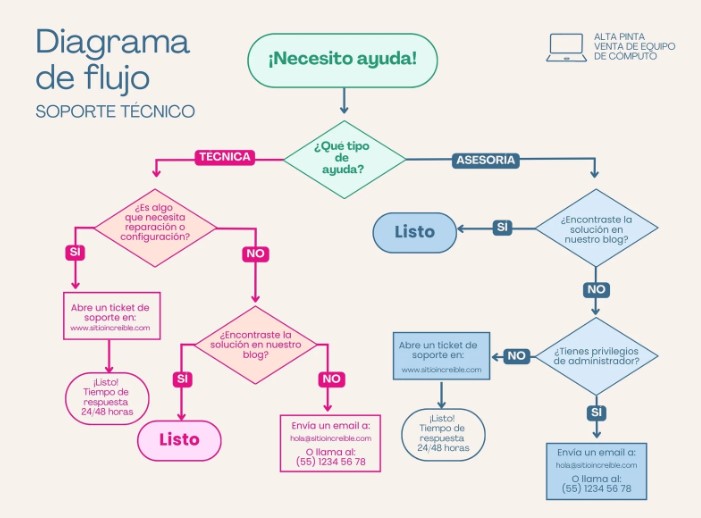 Diagrama
de flujo
SOPORTE TÉCNICO
¡Necesito ayuda!
ALTA PINTA
VENTA DE EQUIPO
DE CÓMPUTO
¿Qué tipo
de
ayuda?
TÉCNICA
ASESORIA
¿Es algo
que necesita
reparación o
configuración?
SI
NO
Abre un ticket de
soporte en:
www.sitioincreible.com
¡Listo!
Tiempo de
respuesta
24/48 horas
¿Encontraste la
solución en nuestro
blog?
SI
NO
Listo
Envía un email a:
hola@sitioincreible.com
O llama al:
(55) 1234 56 78
¿Encontraste la
solución en
nuestro blog?
SI
Listo
NO
¿Tienes privilegios
de administrador?
NO
Abre un ticket de
soporte en:
www.sitioincreible.com
¡Listo!
Tiempo de
respuesta
24/48 horas
SI
Envía un email a:
hola@sitioincreible.com
O llama al:
(55) 1234 56 78